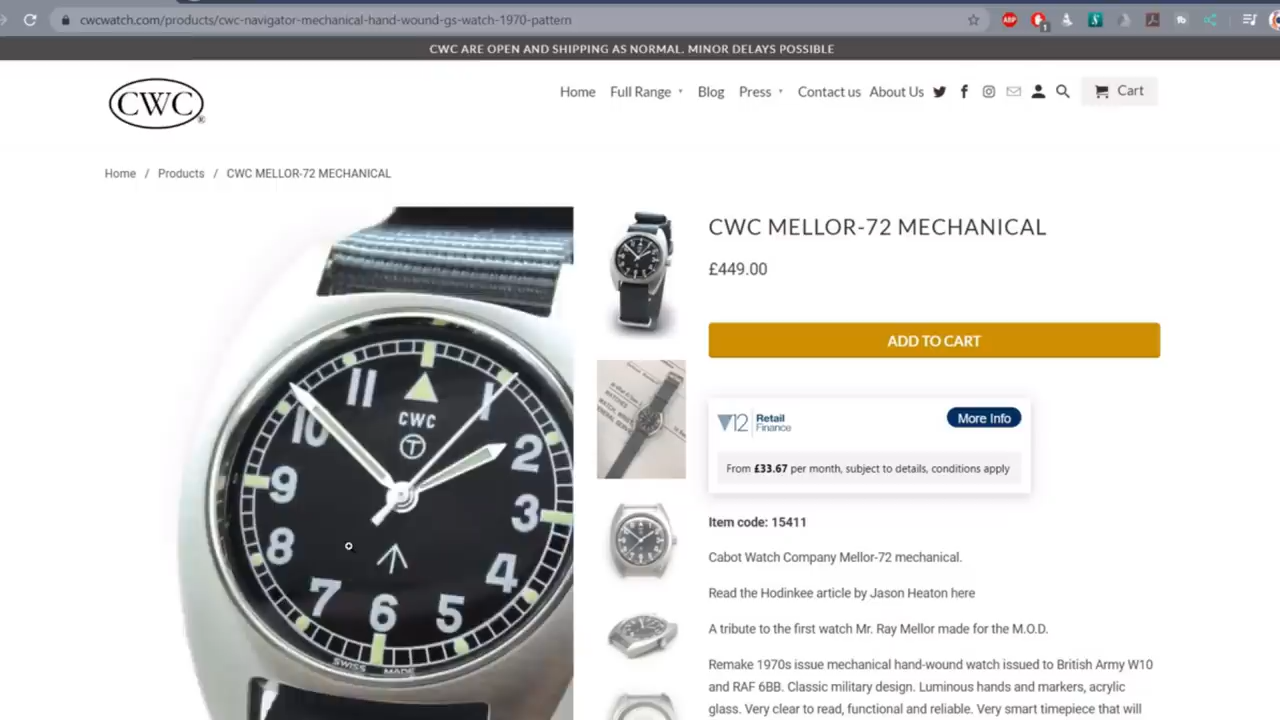 cwcwatch.com/products/cwc-navigator-mechanical-hand-wound-gs-watch-1970-pattern
ABP
1
CWC ARE OPEN AND SHIPPING AS NORMAL. MINOR DELAYS POSSIBLE
CWC®
Home Full Range Blog Press Contact us About Us Cart
Home / Products / CWC MELLOR-72 MECHANICAL
CWC MELLOR-72 MECHANICAL
£449.00
ADD TO CART
V12 Retail Finance
More Info
From £33.67 per month, subject to details, conditions apply
Item code: 15411
Cabot Watch Company Mellor-72 mechanical.
Read the Hodinkee article by Jason Heaton here
A tribute to the first watch Mr. Ray Mellor made for the M.O.D.
Remake 1970s issue mechanical hand-wound watch issued to British Army W10
and RAF 6BB. Classic military design. Luminous hands and markers, acrylic
glass. Very clear to read, functional and reliable. Very smart timepiece that will
11 1
CWC
T
10 2
9 3
8 4
7 6 5
SWISS MADE